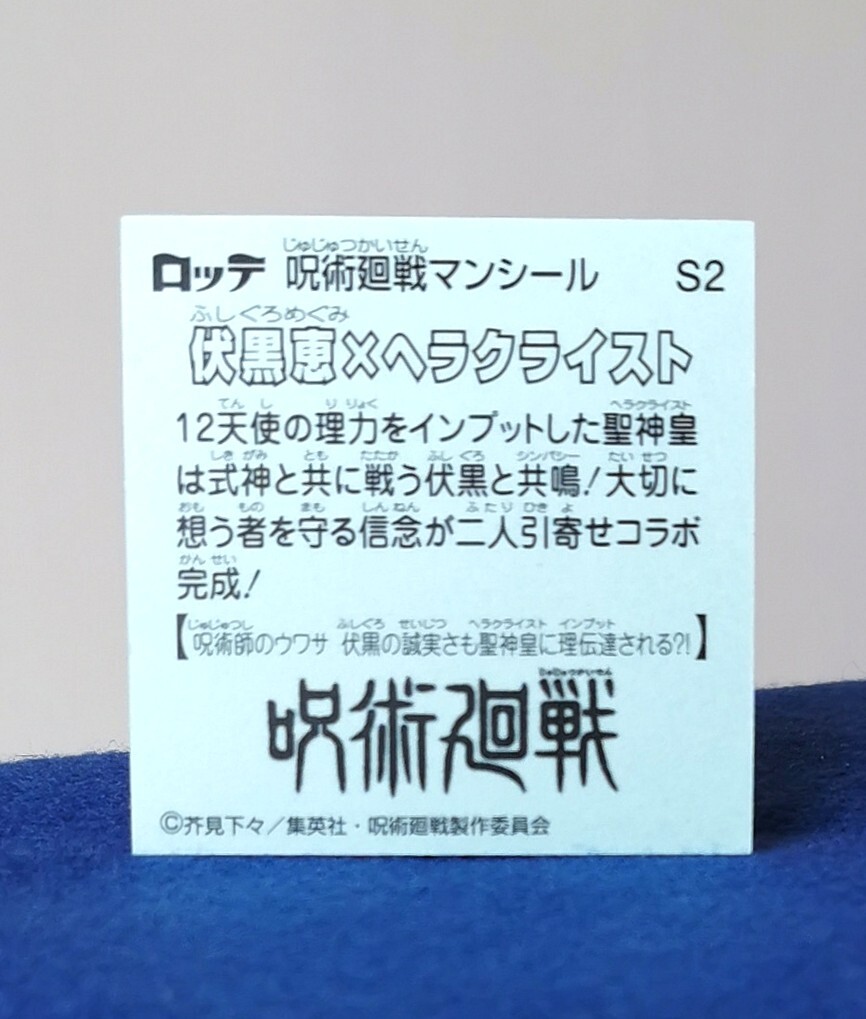 じゅじゅつかいせん
ロッテ 呪術廻戦マンシール S2
ふしぐろめぐみ
伏黒恵×ヘラクライスト
てん し り りょく ヘラクライスト
12天使の理力をインプットした聖神皇
しき がみ とも たたか ふし ぐろ シンパシー たい せつ
は式神と共に戦う伏黒と共鳴!大切に
おも もの まも しん ねん ふ た り ひき よ
想う者を守る信念が二人引寄せコラボ
かん せい
完成!
じゅじゅつし ふしぐろ せいじつ ヘラクライスト インプット
【呪術師のウワサ 伏黒の誠実さも聖神皇に理伝達される?!】
じゅじゅつかいせん
呪術廻戦
©芥見下々/集英社・呪術廻戦製作委員会